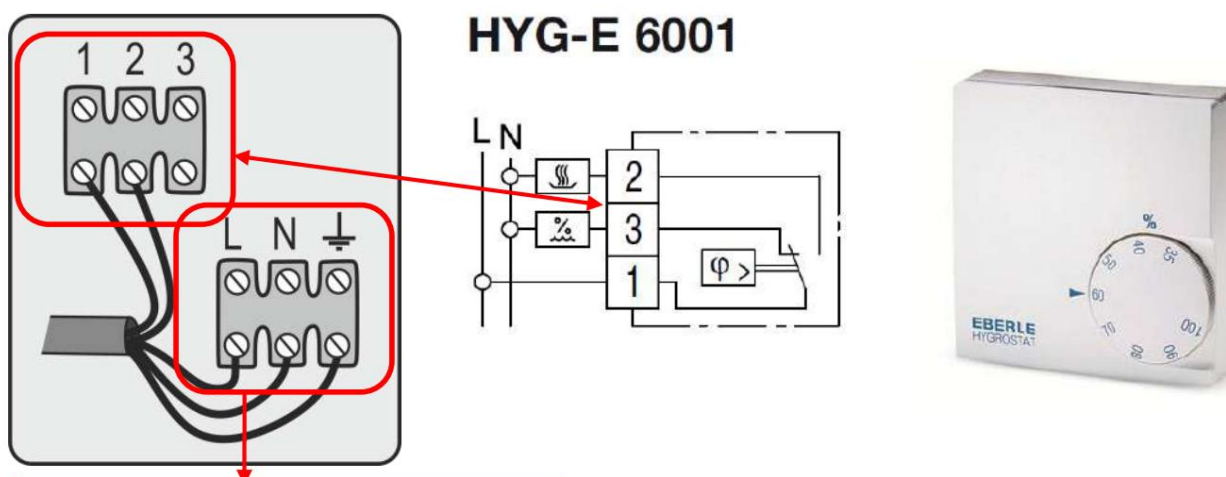 HYG-E 6001
1 2 3
L N
L N
2
3
1
%
φ >
%
35
40
50
60
70
80
90
100
EBERLE
HYGROSTAT